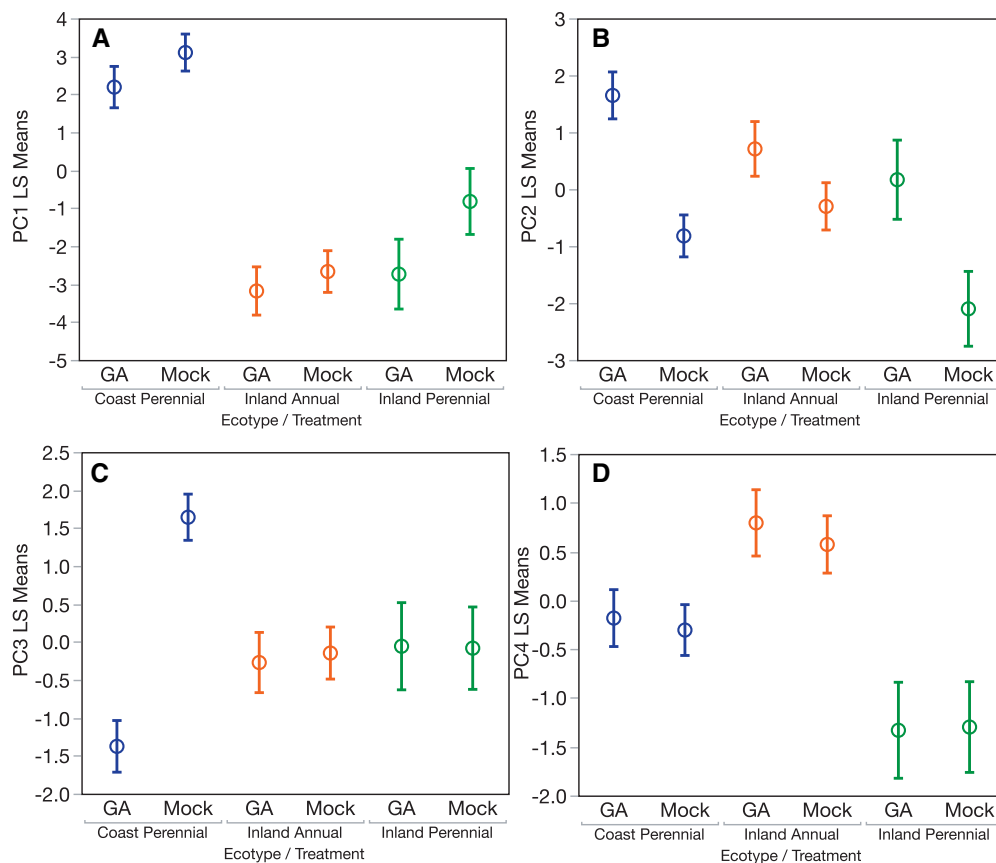 A
PC1 LS Means
4
3
2
1
0
-1
-2
-3
-4
-5
GA Mock GA Mock GA Mock
Coast Perennial Inland Annual Inland Perennial
Ecotype / Treatment
B
PC2 LS Means
3
2
1
0
-1
-2
-3
GA Mock GA Mock GA Mock
Coast Perennial Inland Annual Inland Perennial
Ecotype / Treatment
C
PC3 LS Means
2.5
2.0
1.5
1.0
0.5
0.0
-0.5
-1.0
-1.5
-2.0
GA Mock GA Mock GA Mock
Coast Perennial Inland Annual Inland Perennial
Ecotype / Treatment
D
PC4 LS Means
1.5
1.0
0.5
0.0
-0.5
-1.0
-1.5
-2.0
GA Mock GA Mock GA Mock
Coast Perennial Inland Annual Inland Perennial
Ecotype / Treatment